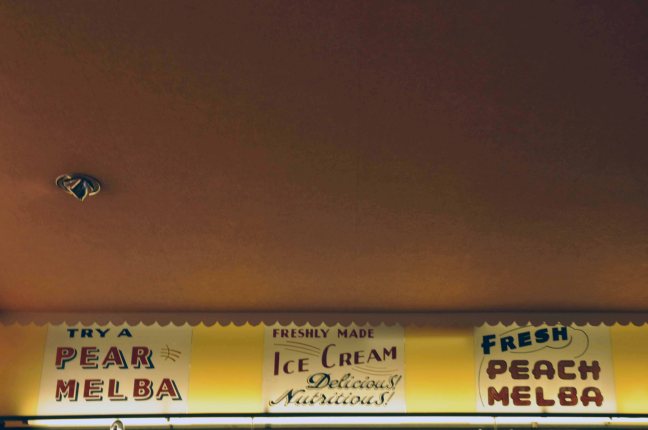 TRY A
PEAR
MELBA
FRESHLY MADE
ICE CREAM
Delicious!
Nutritious!
FRESH
PEACH
MELBA